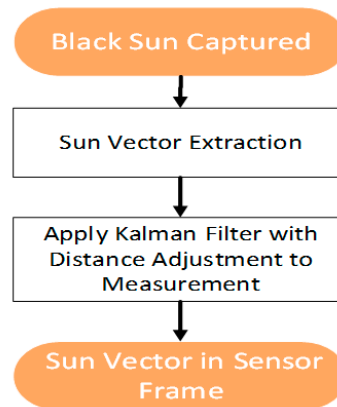 Black Sun Captured
Sun Vector Extraction
Apply Kalman Filter with
Distance Adjustment to
Measurement
Sun Vector in Sensor
Frame